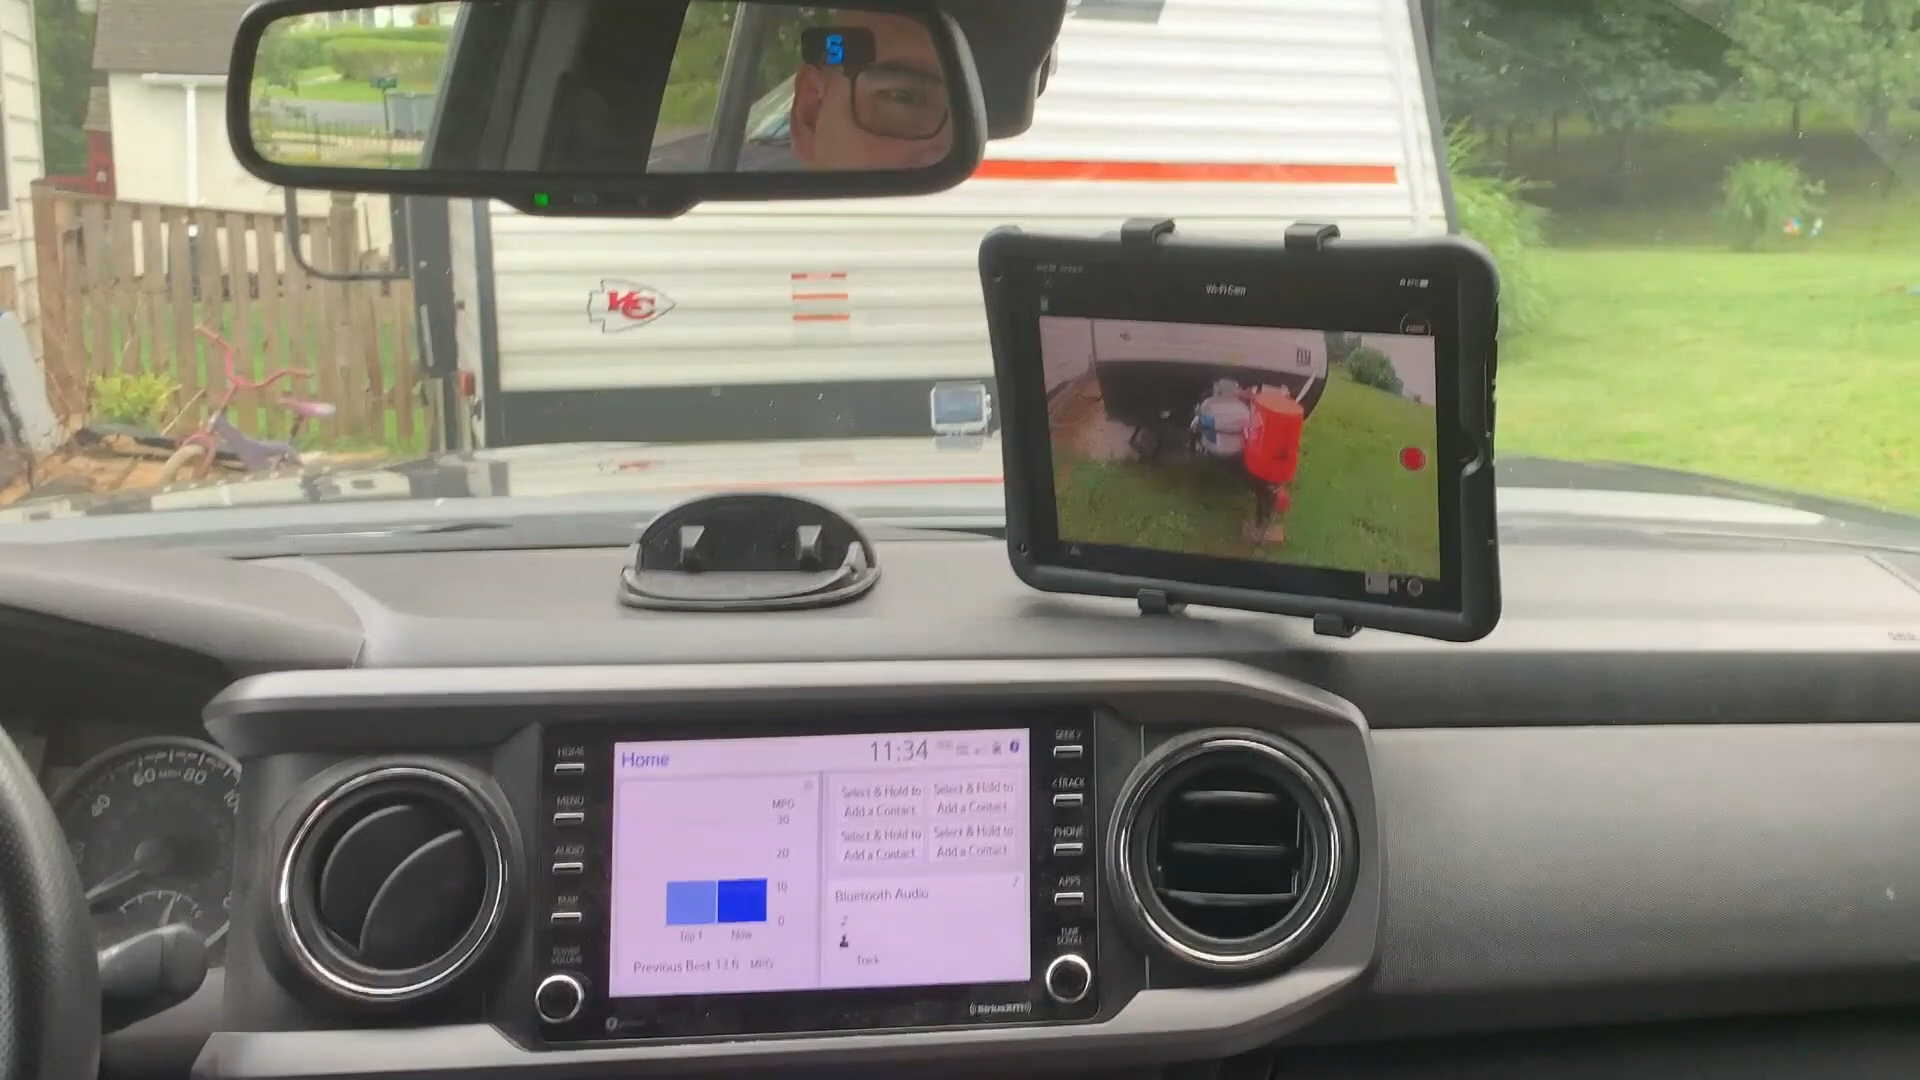 S
KC
Wi-Fi Cam
NY
60 MPH 80
HOME
MENU
AUDIO
MAP
POWER
VOLUME
Home
11:34
MPG
30
20
10
0
Trip 1
Now
Previous Best 13.6 MPG
Select & Hold to
Add a Contact
Select & Hold to
Add a Contact
Select & Hold to
Add a Contact
Select & Hold to
Add a Contact
Bluetooth Audio
Track
SEEK >
< TRACK
PHONE
APPS
TUNE
SCROLL
((SiriusXM))